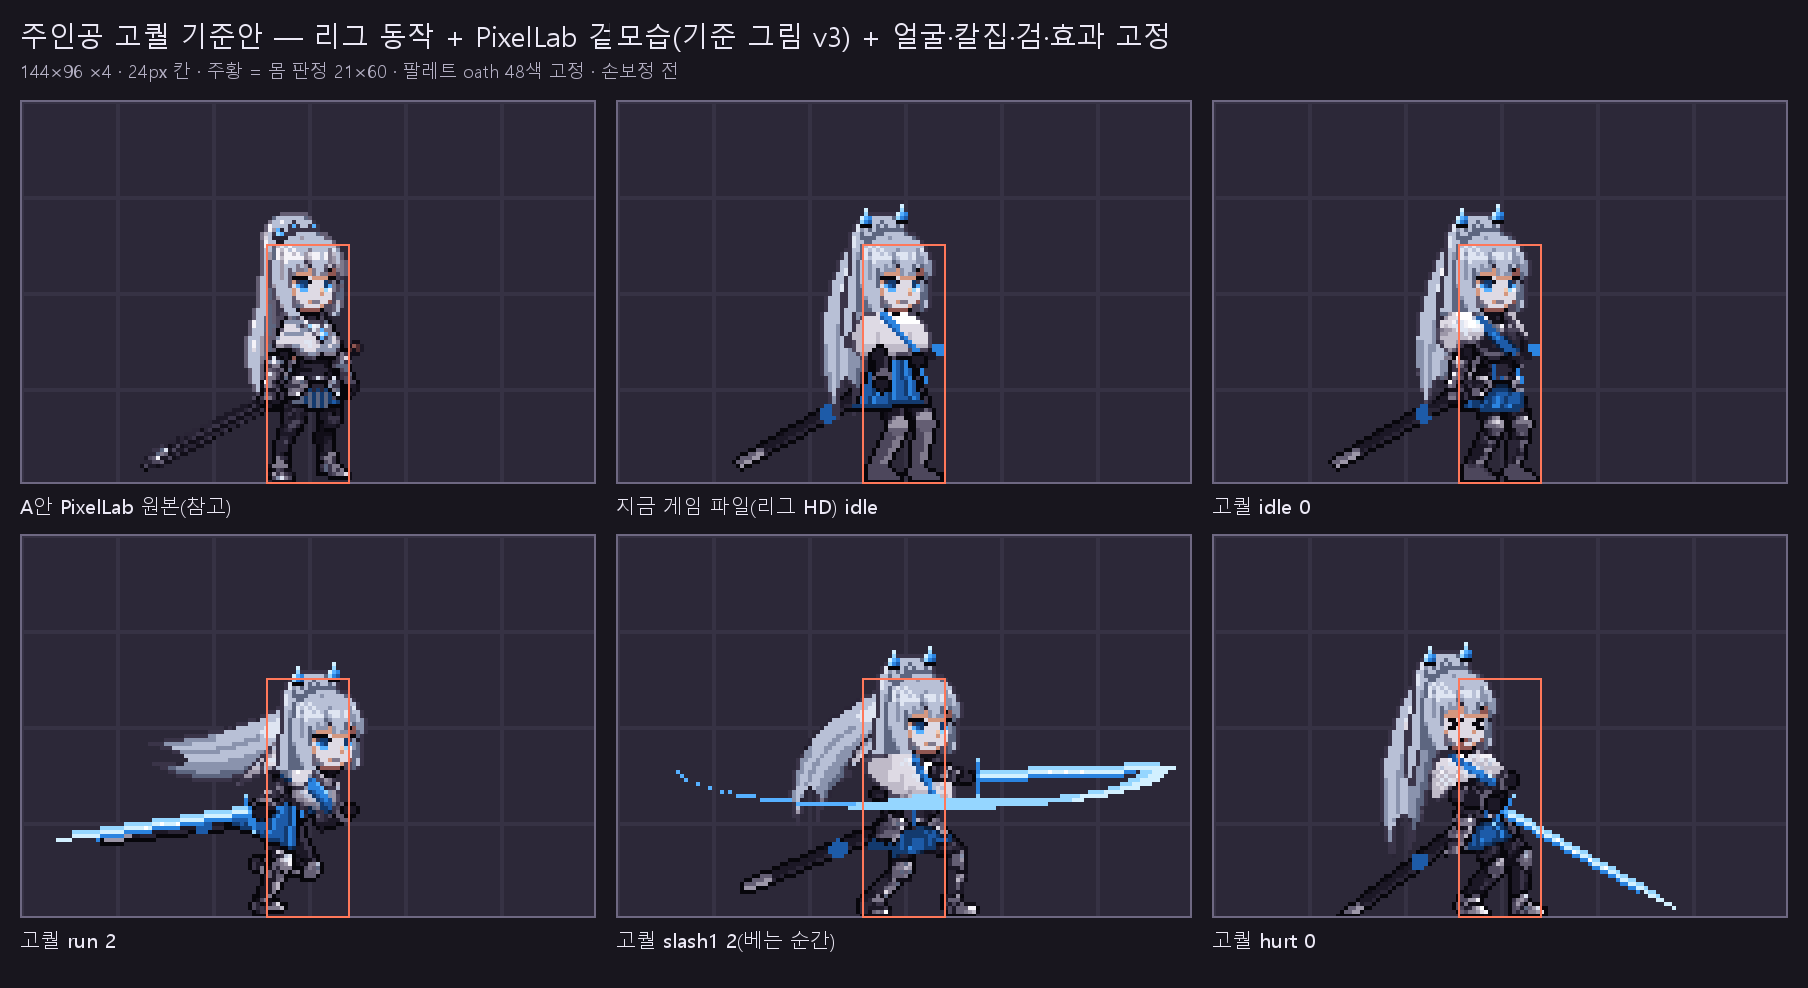 주인공 고퀄 기준안 — 리그 동작 + PixelLab 겉모습(기준 그림 v3) + 얼굴·칼집·검·효과 고정
144×96 ×4 · 24px 칸 · 주황 = 몸 판정 21×60 · 팔레트 oath 48색 고정 · 손보정 전
A안 PixelLab 원본(참고)
지금 게임 파일(리그 HD) idle
고퀄 idle 0
고퀄 run 2
고퀄 slash1 2(베는 순간)
고퀄 hurt 0